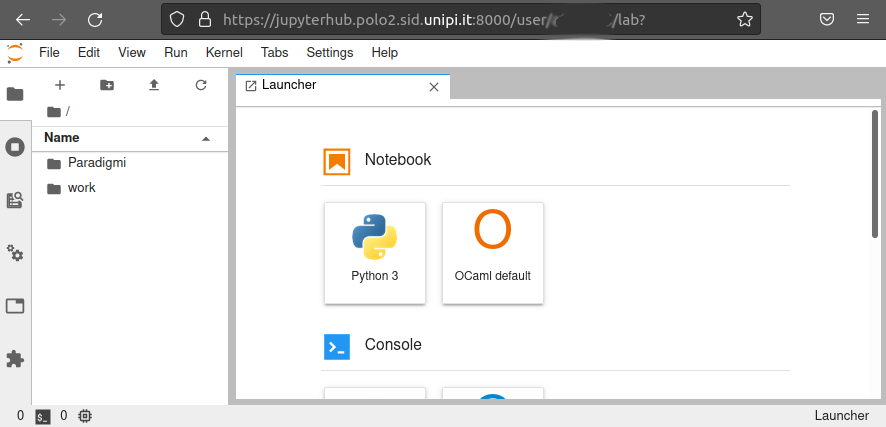 https://jupyterhub.polo2.sid.unipi.it:8000/user/ /lab?
File Edit View Run Kernel Tabs Settings Help
Launcher
/
Name
Paradigmi
work
Notebook
Python 3
O
OCaml default
Console
0 $_ 0
Launcher